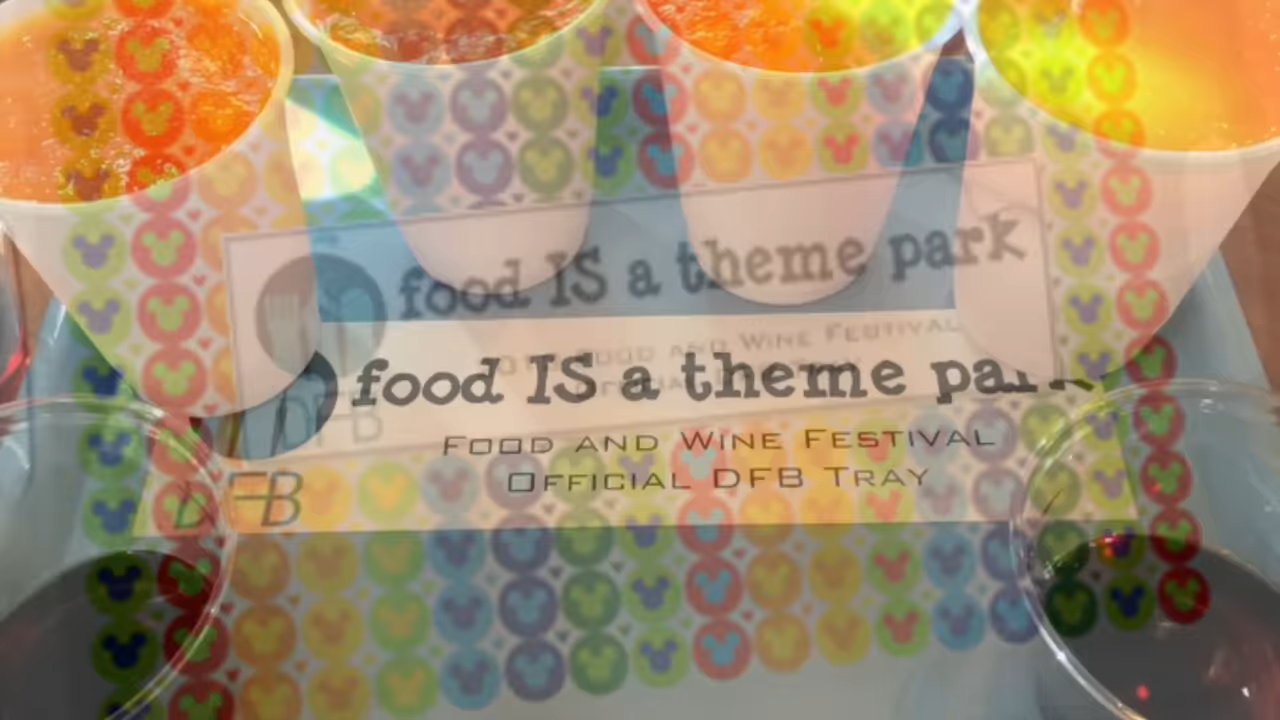 food IS a theme park
Food and Wine Festival
DFB
food IS a theme park
Food and Wine Festival
Official DFB Tray
DFB